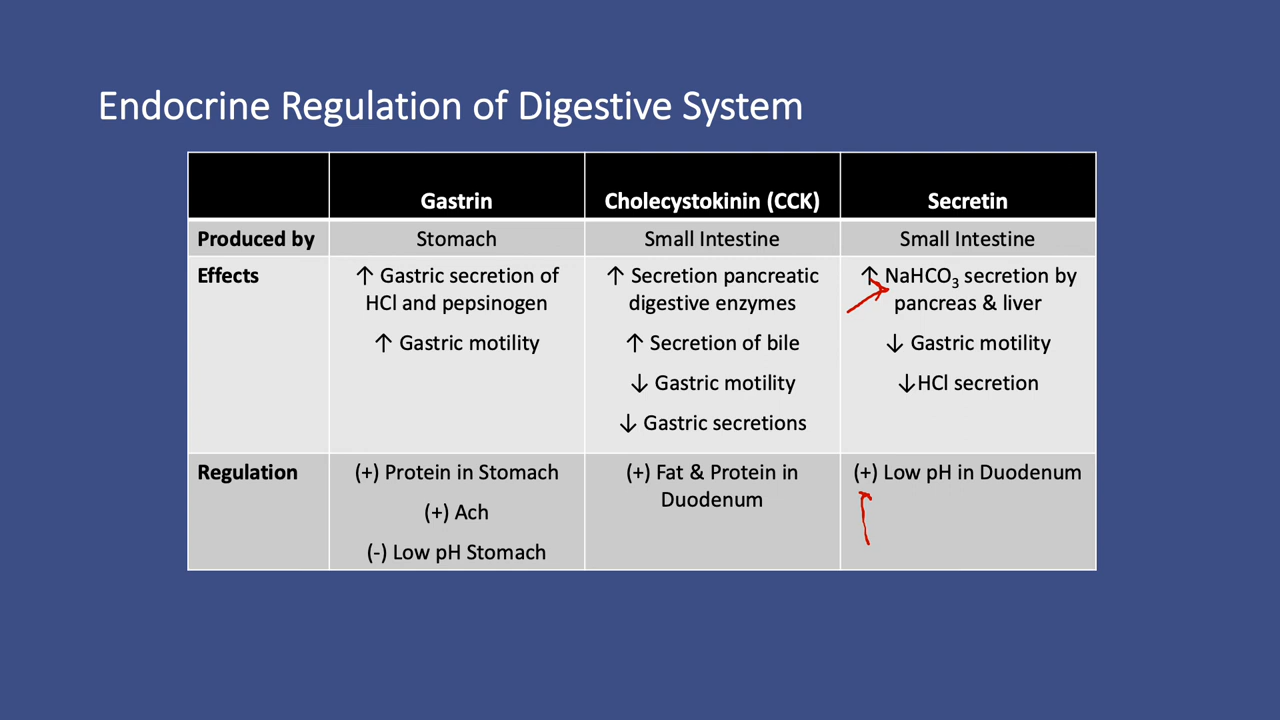 Endocrine Regulation of Digestive System
Gastrin
Cholecystokinin (CCK)
Secretin
Produced by
Stomach
Small Intestine
Small Intestine
Effects
↑ Gastric secretion of
HCl and pepsinogen
↑ Gastric motility
↑ Secretion pancreatic
digestive enzymes
↑ Secretion of bile
↓ Gastric motility
↓ Gastric secretions
↑ NaHCO₃ secretion by
pancreas & liver
↓ Gastric motility
↓HCl secretion
Regulation
(+) Protein in Stomach
(+) Ach
(-) Low pH Stomach
(+) Fat & Protein in
Duodenum
(+) Low pH in Duodenum